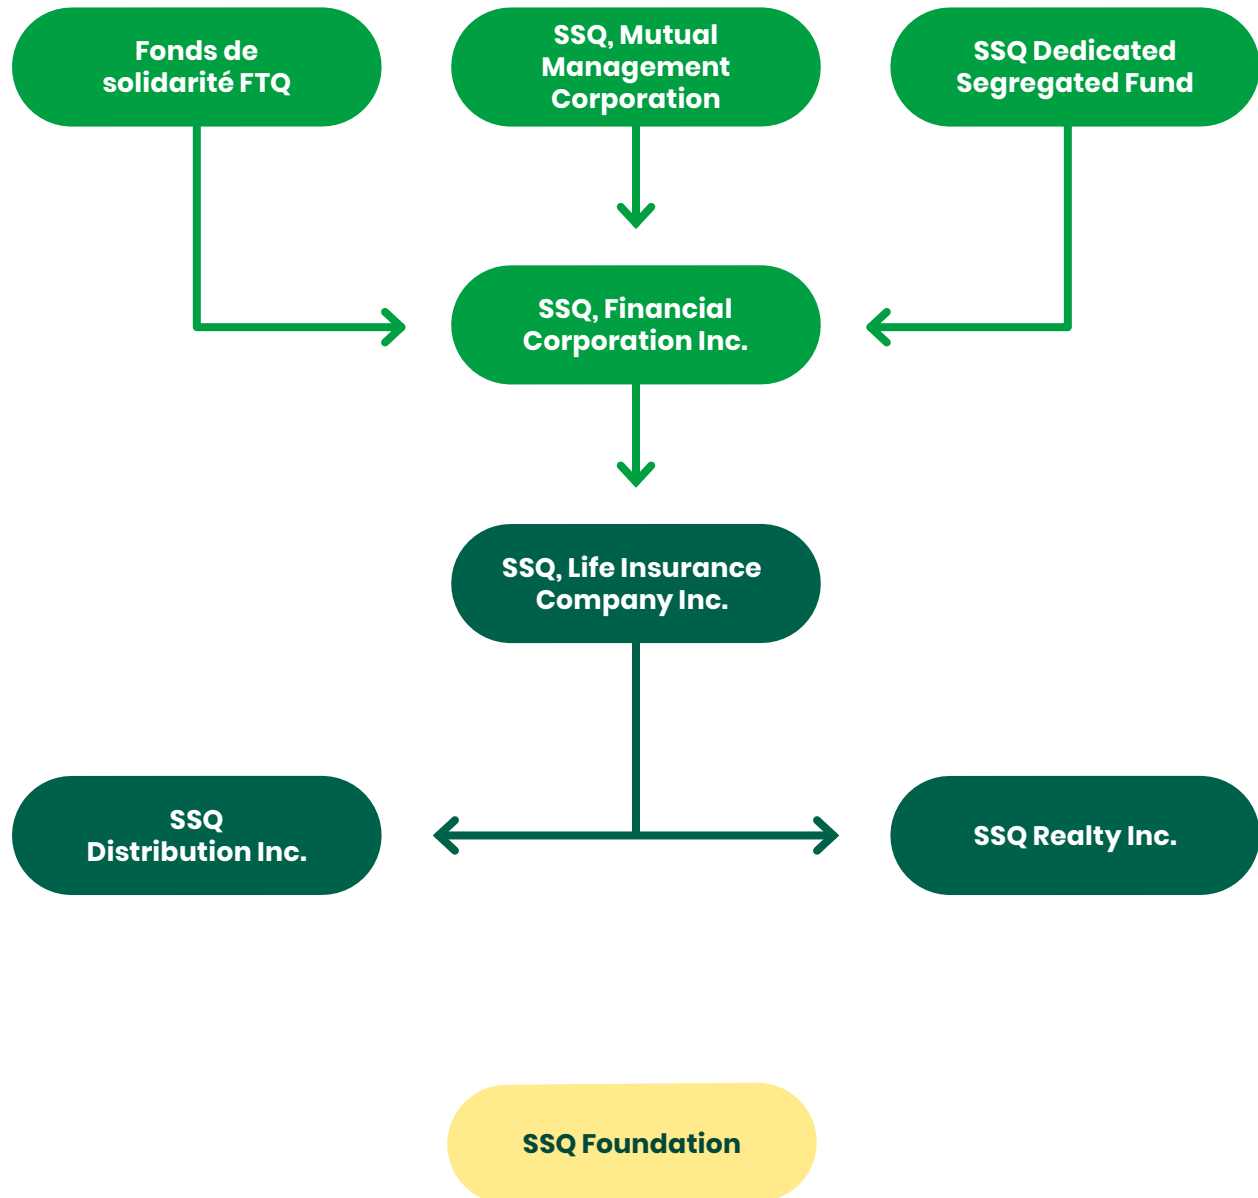 Fonds de
solidarité FTQ
SSQ, Mutual
Management
Corporation
SSQ Dedicated
Segregated Fund
SSQ, Financial
Corporation Inc.
SSQ, Life Insurance
Company Inc.
SSQ
Distribution Inc.
SSQ Realty Inc.
SSQ Foundation